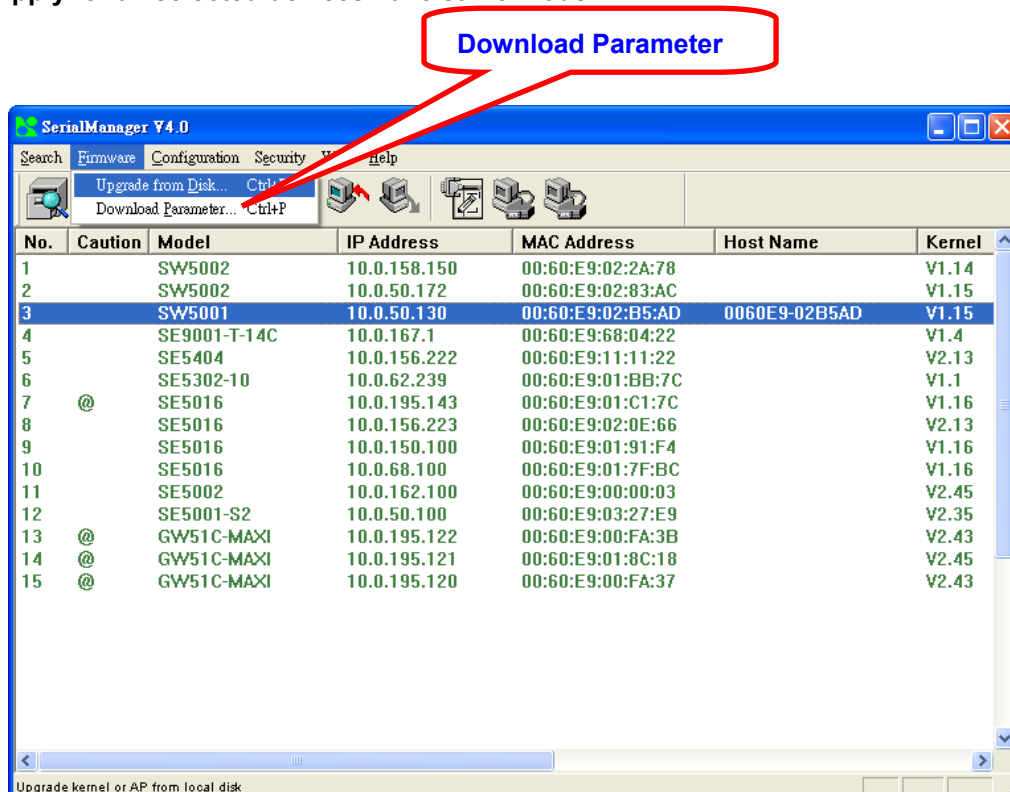 Download Parameter
SerialManager V4.0
Search Firmware Configuration Security Help
Upgrade from Disk...
Download Parameter... Ctrl+P
No. Caution Model IP Address MAC Address Host Name Kernel
1 SW5002 10.0.158.150 00:60:E9:02:2A:78 V1.14
2 SW5002 10.0.50.172 00:60:E9:02:83:AC V1.15
3 SW5001 10.0.50.130 00:60:E9:02:B5:AD 0060E9-02B5AD V1.15
4 SE9001-T-14C 10.0.167.1 00:60:E9:68:04:22 V1.4
5 SE5404 10.0.156.222 00:60:E9:11:11:22 V2.13
6 SE5302-10 10.0.62.239 00:60:E9:01:BB:7C V1.1
7 @ SE5016 10.0.195.143 00:60:E9:01:C1:7C V1.16
8 SE5016 10.0.156.223 00:60:E9:02:0E:66 V2.13
9 SE5016 10.0.150.100 00:60:E9:01:91:F4 V1.16
10 SE5016 10.0.68.100 00:60:E9:01:7F:BC V1.16
11 SE5002 10.0.162.100 00:60:E9:00:00:03 V2.45
12 SE5001-S2 10.0.50.100 00:60:E9:03:27:E9 V2.35
13 @ GW51C-MAXI 10.0.195.122 00:60:E9:00:FA:3B V2.43
14 @ GW51C-MAXI 10.0.195.121 00:60:E9:01:8C:18 V2.45
15 @ GW51C-MAXI 10.0.195.120 00:60:E9:00:FA:37 V2.43
Upgrade kernel or AP from local disk